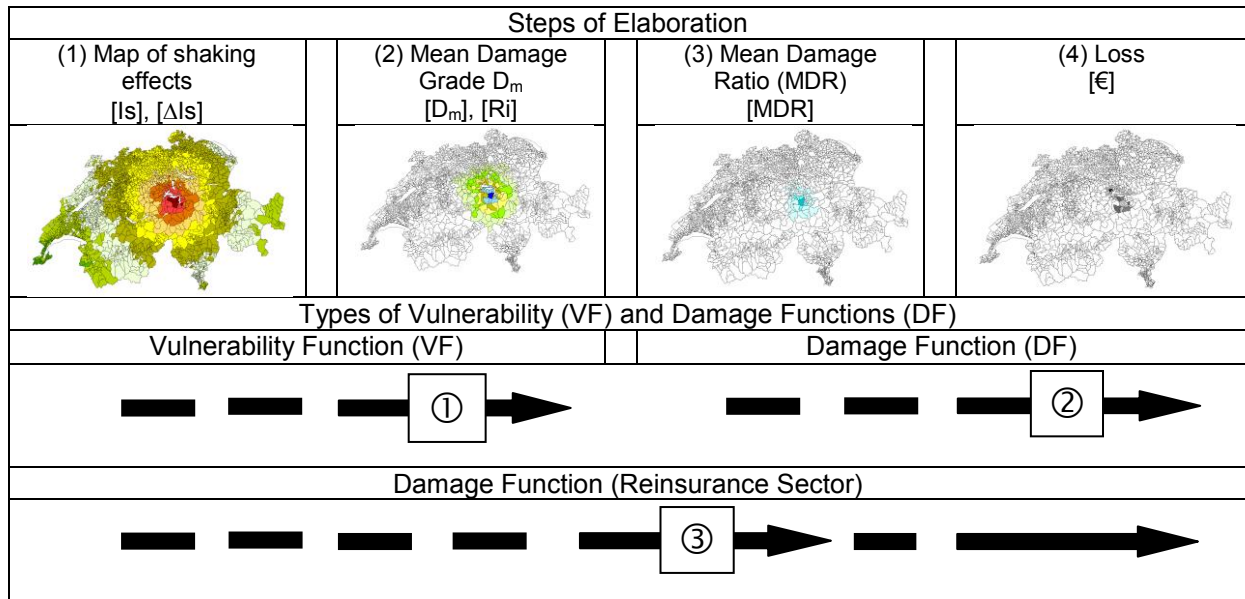 Steps of Elaboration
(1) Map of shaking
effects
[Is], [∆Is]
(2) Mean Damage
Grade Dm
[Dm], [Ri]
(3) Mean Damage
Ratio (MDR)
[MDR]
(4) Loss
[€]
Types of Vulnerability (VF) and Damage Functions (DF)
Vulnerability Function (VF)
Damage Function (DF)
①
②
Damage Function (Reinsurance Sector)
③